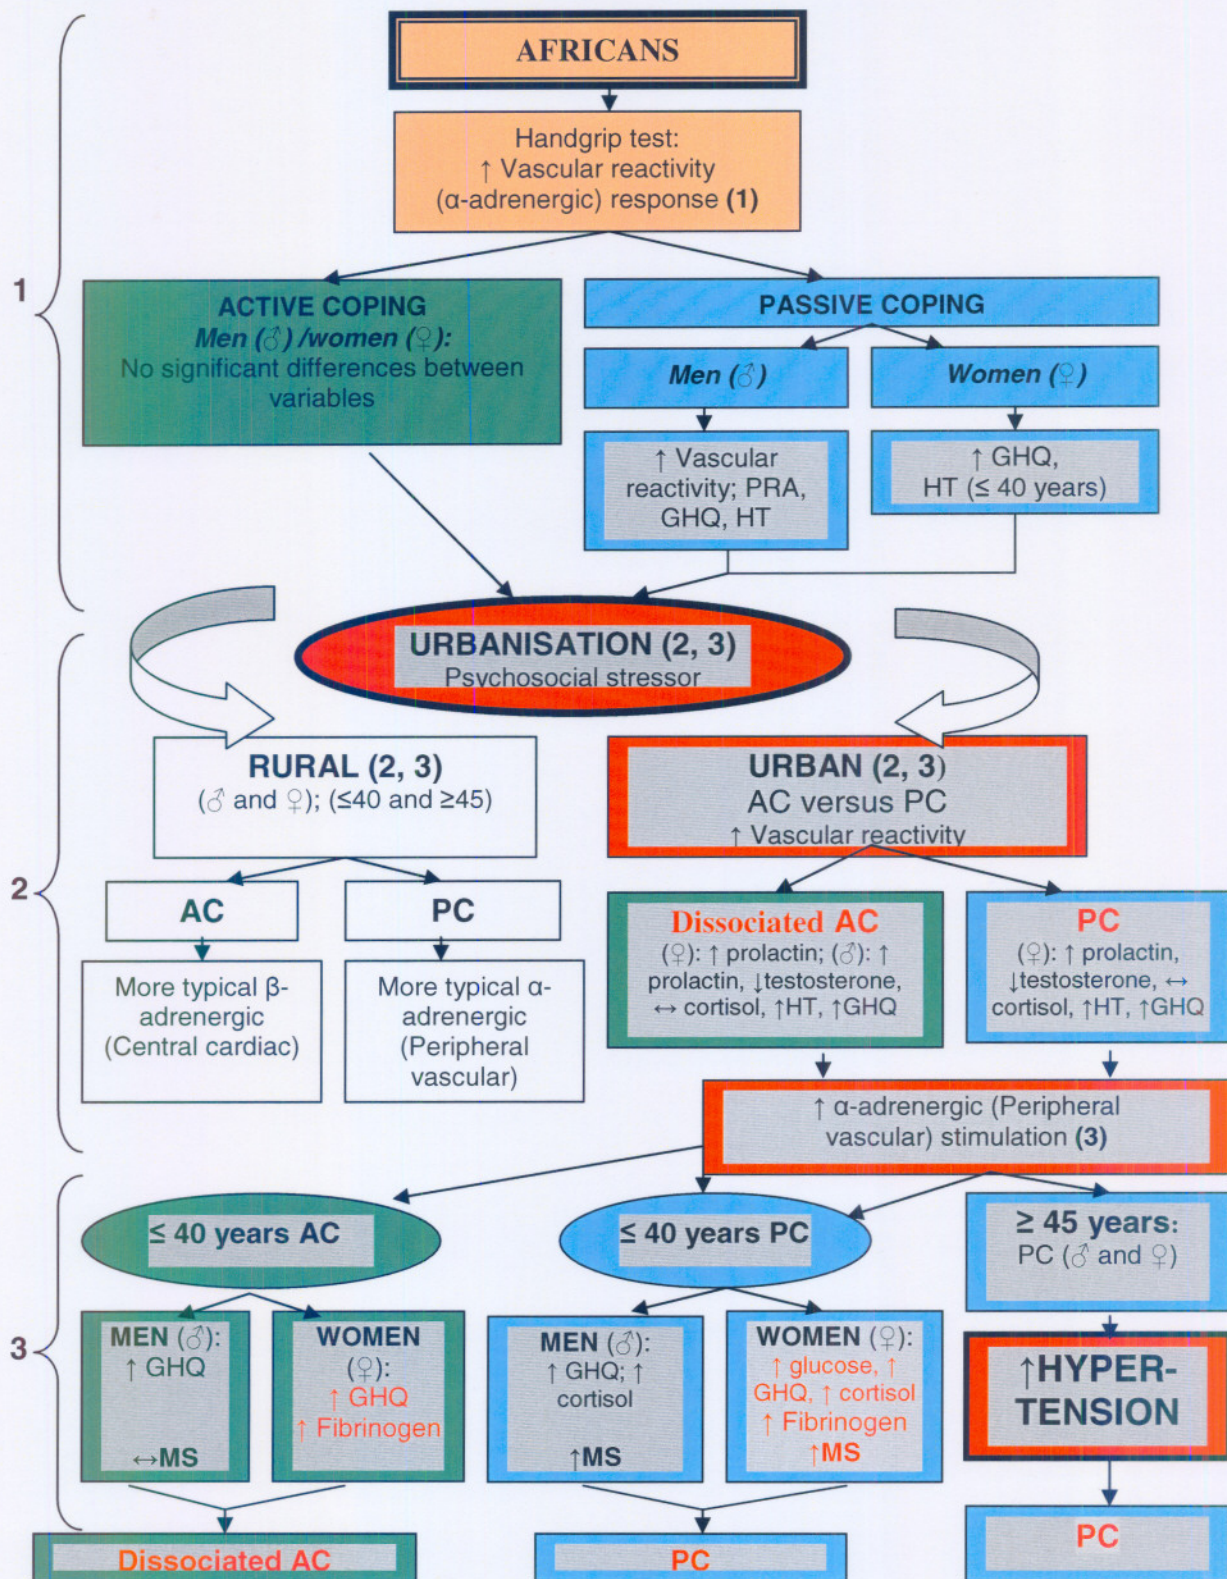 AFRICANS
Handgrip test:
↑ Vascular reactivity
(α-adrenergic) response (1)
1
ACTIVE COPING
Men (♂) /women (♀):
No significant differences between
variables
PASSIVE COPING
Men (♂)
Women (♀)
↑ Vascular
reactivity; PRA,
GHQ, HT
↑ GHQ,
HT (≤ 40 years)
URBANISATION (2, 3)
Psychosocial stressor
2
RURAL (2, 3)
(♂ and ♀); (≤40 and ≥45)
AC
PC
More typical β-
adrenergic
(Central cardiac)
More typical α-
adrenergic
(Peripheral
vascular)
URBAN (2, 3)
AC versus PC
↑ Vascular reactivity
Dissociated AC
(♀): ↑ prolactin; (♂): ↑
prolactin, ↓testosterone,
↔ cortisol, ↑HT, ↑GHQ
PC
(♀): ↑ prolactin,
↓testosterone, ↔
cortisol, ↑HT, ↑GHQ
↑ α-adrenergic (Peripheral
vascular) stimulation (3)
3
≤ 40 years AC
≤ 40 years PC
≥ 45 years:
PC (♂ and ♀)
MEN (♂):
↑ GHQ
↔MS
WOMEN
(♀):
↑ GHQ
↑ Fibrinogen
MEN (♂):
↑ GHQ; ↑
cortisol
↑MS
WOMEN (♀):
↑ glucose, ↑
GHQ, ↑ cortisol
↑ Fibrinogen
↑MS
↑HYPER-
TENSION
Dissociated AC
PC
PC